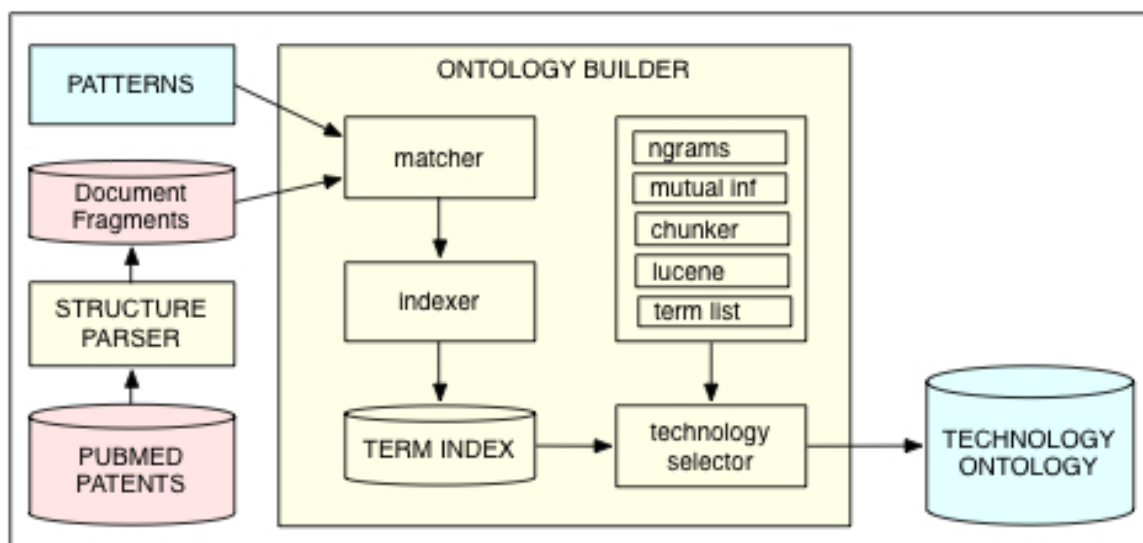 PATTERNS
Document
Fragments
STRUCTURE
PARSER
PUBMED
PATENTS
ONTOLOGY BUILDER
matcher
indexer
TERM INDEX
ngrams
mutual inf
chunker
lucene
term list
technology
selector
TECHNOLOGY
ONTOLOGY